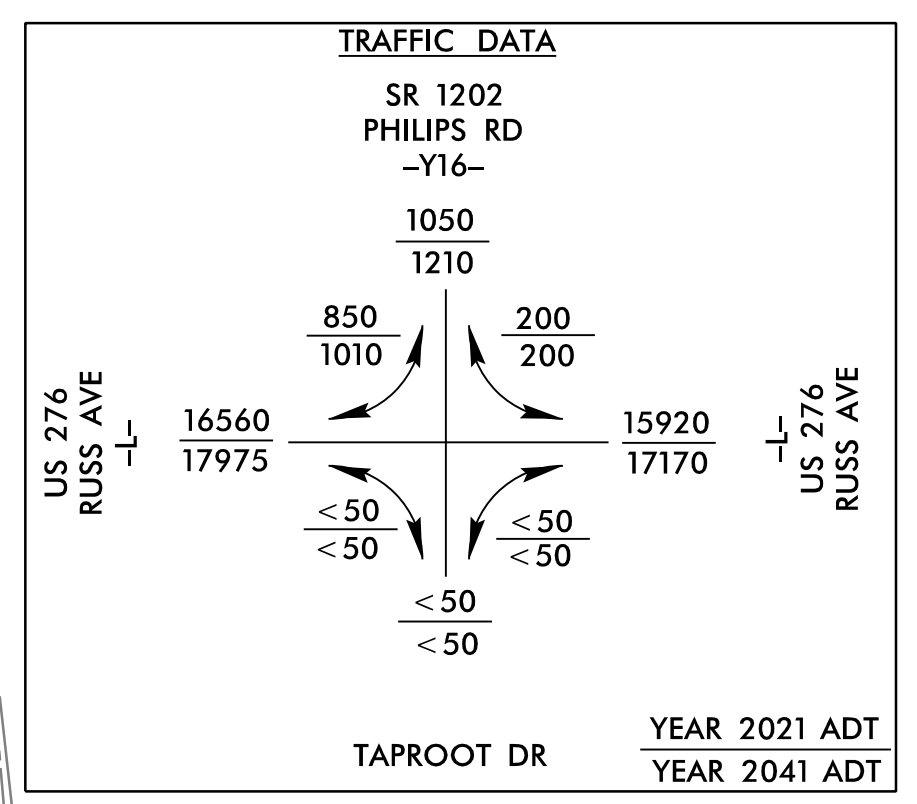 TRAFFIC DATA
SR 1202
PHILIPS RD
–Y16–
1050
1210
850
1010
200
200
US 276
RUSS AVE
–L–
16560
17975
15920
17170
–L–
US 276
RUSS AVE
<50
<50
<50
<50
<50
<50
TAPROOT DR
YEAR 2021 ADT
YEAR 2041 ADT